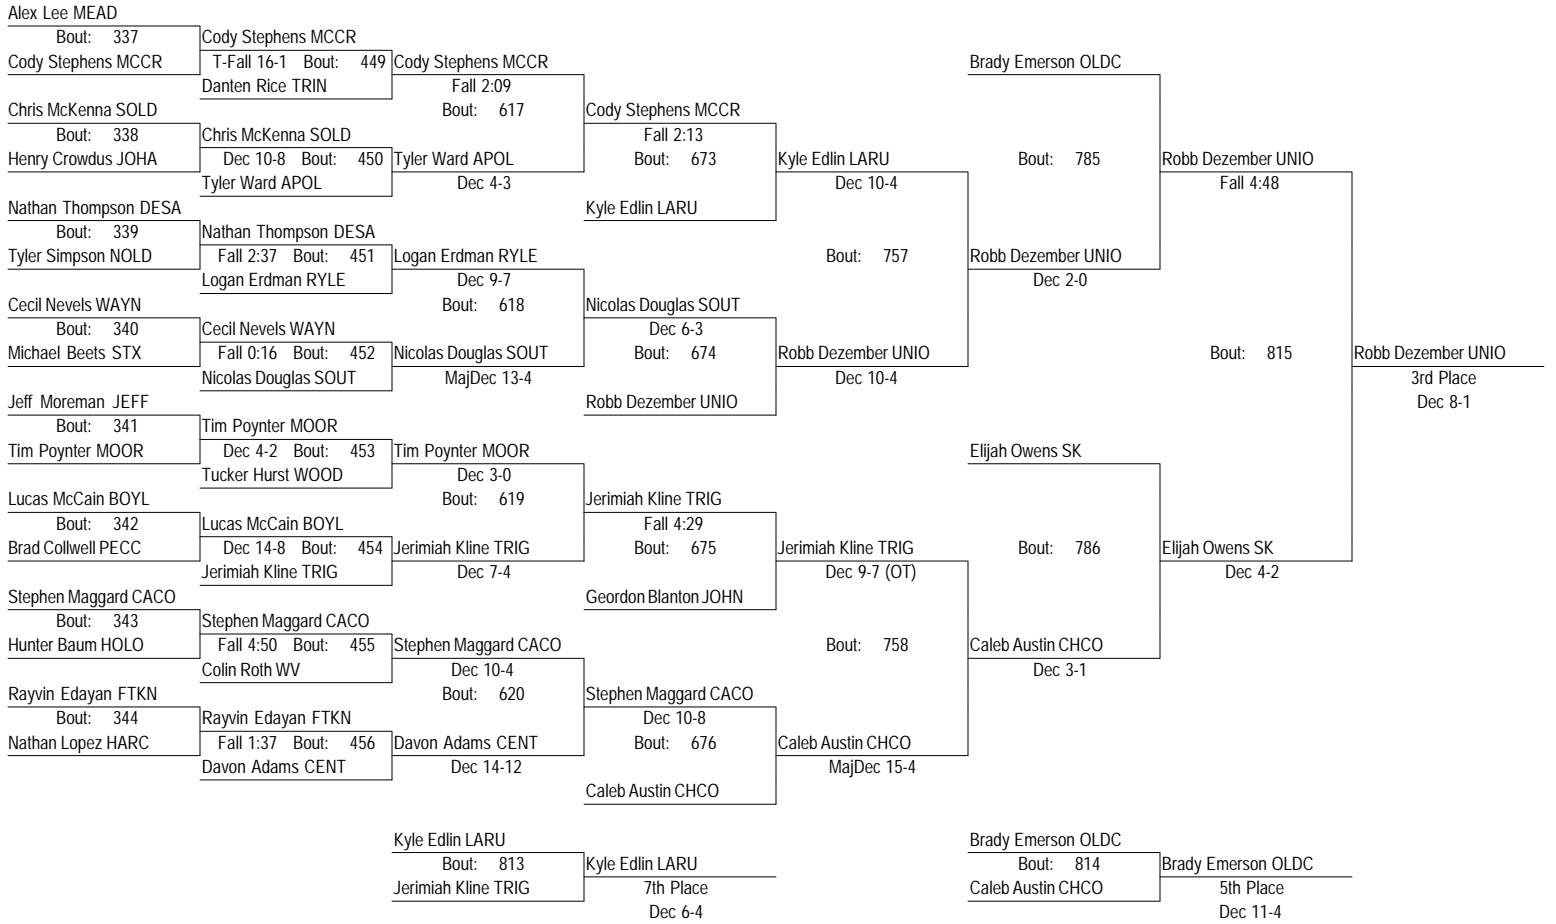 Alex Lee MEAD
Bout: 337 Cody Stephens MCCR
Cody Stephens MCCR T-Fall 16-1 Bout: 449 Cody Stephens MCCR Brady Emerson OLDC
Danten Rice TRIN Fall 2:09
Chris McKenna SOLD Bout: 617 Cody Stephens MCCR
Bout: 338 Chris McKenna SOLD Fall 2:13
Henry Crowdus JOHA Dec 10-8 Bout: 450 Tyler Ward APOL Bout: 673 Kyle Edlin LARU Bout: 785 Robb Dezember UNIO
Tyler Ward APOL Dec 4-3 Dec 10-4 Fall 4:48
Nathan Thompson DESA Kyle Edlin LARU
Bout: 339 Nathan Thompson DESA
Tyler Simpson NOLD Fall 2:37 Bout: 451 Logan Erdman RYLE Bout: 757 Robb Dezember UNIO
Logan Erdman RYLE Dec 9-7 Dec 2-0
Cecil Nevels WAYN Bout: 618 Nicolas Douglas SOUT
Bout: 340 Cecil Nevels WAYN Dec 6-3
Michael Beets STX Fall 0:16 Bout: 452 Nicolas Douglas SOUT Bout: 674 Robb Dezember UNIO Bout: 815 Robb Dezember UNIO
Nicolas Douglas SOUT MajDec 13-4 Dec 10-4 3rd Place
Jeff Moreman JEFF Robb Dezember UNIO Dec 8-1
Bout: 341 Tim Poynter MOOR
Tim Poynter MOOR Dec 4-2 Bout: 453 Tim Poynter MOOR Elijah Owens SK
Tucker Hurst WOOD Dec 3-0
Lucas McCain BOYL Bout: 619 Jerimiah Kline TRIG
Bout: 342 Lucas McCain BOYL Fall 4:29
Brad Collwell PECC Dec 14-8 Bout: 454 Jerimiah Kline TRIG Bout: 675 Jerimiah Kline TRIG Bout: 786 Elijah Owens SK
Jerimiah Kline TRIG Dec 7-4 Dec 9-7 (OT) Dec 4-2
Stephen Maggard CACO Geordon Blanton JOHN
Bout: 343 Stephen Maggard CACO
Hunter Baum HOLO Fall 4:50 Bout: 455 Stephen Maggard CACO Bout: 758 Caleb Austin CHCO
Colin Roth WV Dec 10-4 Dec 3-1
Rayvin Edayan FTKN Bout: 620 Stephen Maggard CACO
Bout: 344 Rayvin Edayan FTKN Dec 10-8
Nathan Lopez HARC Fall 1:37 Bout: 456 Davon Adams CENT Bout: 676 Caleb Austin CHCO
Davon Adams CENT Dec 14-12 MajDec 15-4
Caleb Austin CHCO
Kyle Edlin LARU Brady Emerson OLDC
Bout: 813 Kyle Edlin LARU Bout: 814 Brady Emerson OLDC
Jerimiah Kline TRIG 7th Place Caleb Austin CHCO 5th Place
Dec 6-4 Dec 11-4